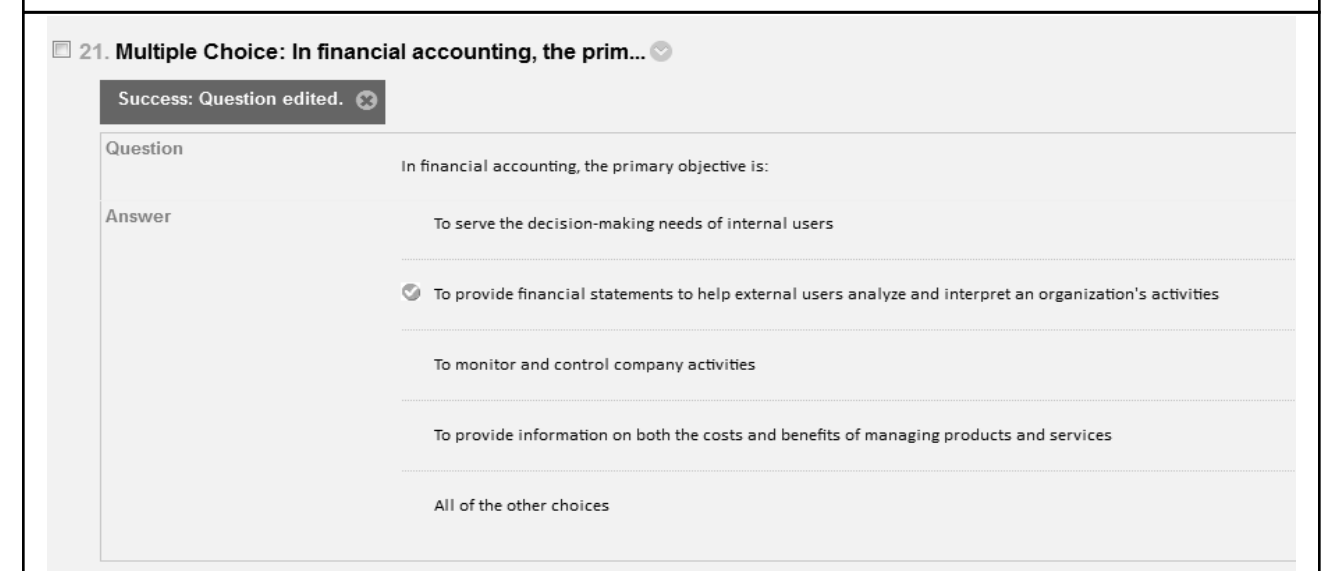 21. Multiple Choice: In financial accounting, the prim...
Success: Question edited.
Question
In financial accounting, the primary objective is:
Answer
To serve the decision-making needs of internal users
To provide financial statements to help external users analyze and interpret an organization's activities
To monitor and control company activities
To provide information on both the costs and benefits of managing products and services
All of the other choices